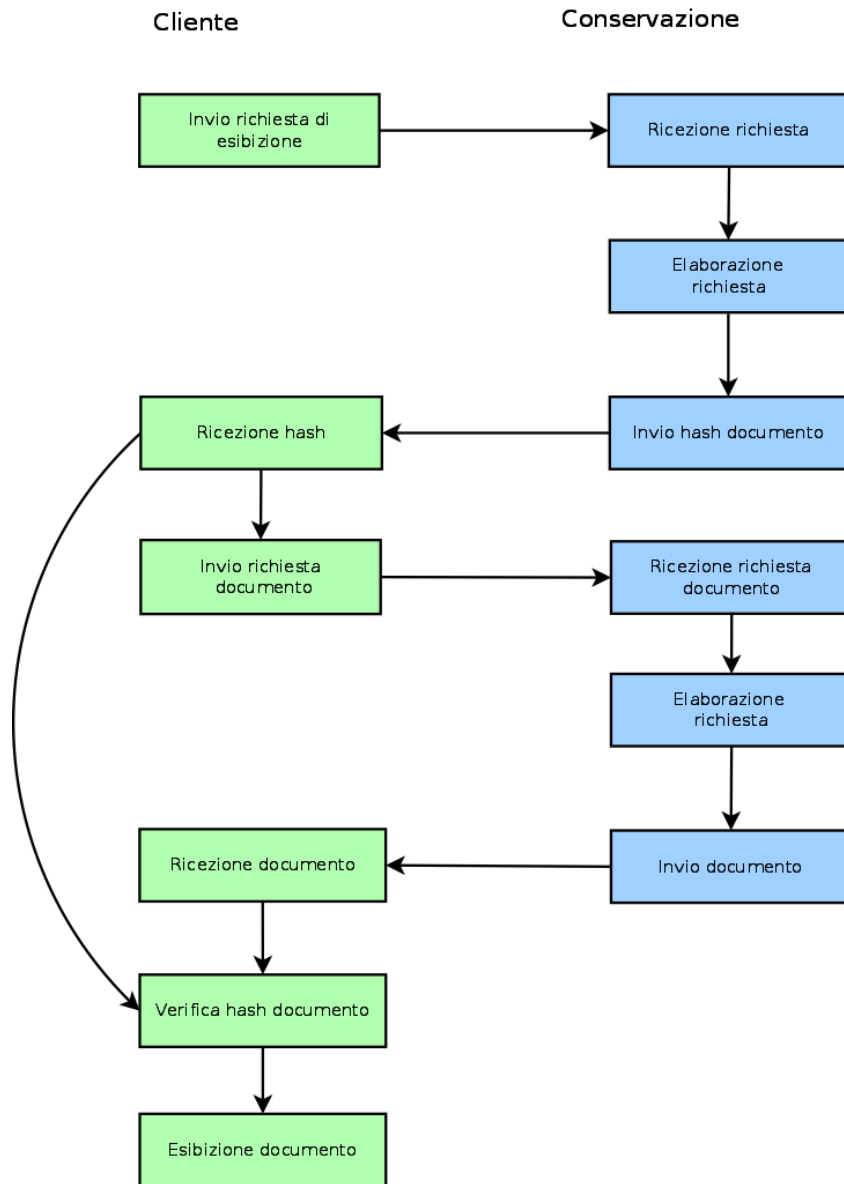 Cliente
Conservazione
Invio richiesta di
esibizione
Ricezione richiesta
Elaborazione
richiesta
Ricezione hash
Invio hash documento
Invio richiesta
documento
Ricezione richiesta
documento
Elaborazione
richiesta
Ricezione documento
Invio documento
Verifica hash documento
Esibizione documento